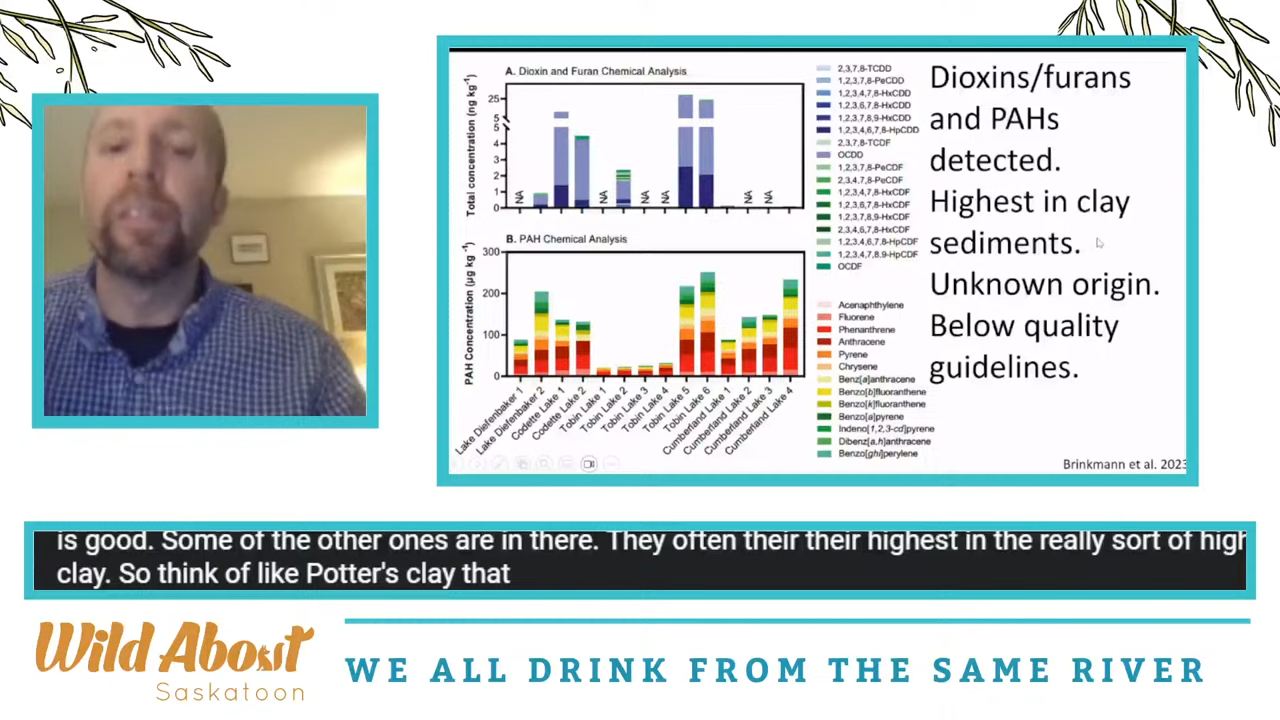 A. Dioxin and Furan Chemical Analysis
Total concentration (ng kg⁻¹)
25
5
5
4
3
2
1
0
NA
NA
NA
NA
NA
NA
2,3,7,8-TCDD
1,2,3,7,8-PeCDD
1,2,3,4,7,8-HxCDD
1,2,3,6,7,8-HxCDD
1,2,3,7,8,9-HxCDD
1,2,3,4,6,7,8-HpCDD
2,3,7,8-TCDF
OCDD
1,2,3,7,8-PeCDF
2,3,4,7,8-PeCDF
1,2,3,4,7,8-HxCDF
1,2,3,6,7,8-HxCDF
1,2,3,7,8,9-HxCDF
2,3,4,6,7,8-HxCDF
1,2,3,4,6,7,8-HpCDF
1,2,3,4,7,8,9-HpCDF
OCDF
B. PAH Chemical Analysis
PAH Concentration (µg kg⁻¹)
300
200
100
0
Lake Diefenbaker 1
Lake Diefenbaker 2
Codette Lake 1
Codette Lake 2
Tobin Lake 1
Tobin Lake 2
Tobin Lake 3
Tobin Lake 4
Tobin Lake 5
Tobin Lake 6
Cumberland Lake 1
Cumberland Lake 2
Cumberland Lake 3
Cumberland Lake 4
Acenaphthylene
Fluorene
Phenanthrene
Anthracene
Pyrene
Chrysene
Benz[a]anthracene
Benzo[b]fluoranthene
Benzo[k]fluoranthene
Benzo[a]pyrene
Indeno[1,2,3-cd]pyrene
Dibenz[a,h]anthracene
Benzo[ghi]perylene
Dioxins/furans
and PAHs
detected.
Highest in clay
sediments.
Unknown origin.
Below quality
guidelines.
Brinkmann et al. 2023
is good. Some of the other ones are in there. They often their their highest in the really sort of high
clay. So think of like Potter's clay that
Wild About
Saskatoon
WE ALL DRINK FROM THE SAME RIVER